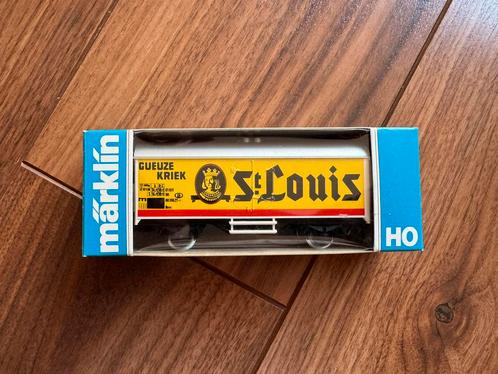 märklin
GUEUZE
KRIEK
St. Louis
HO